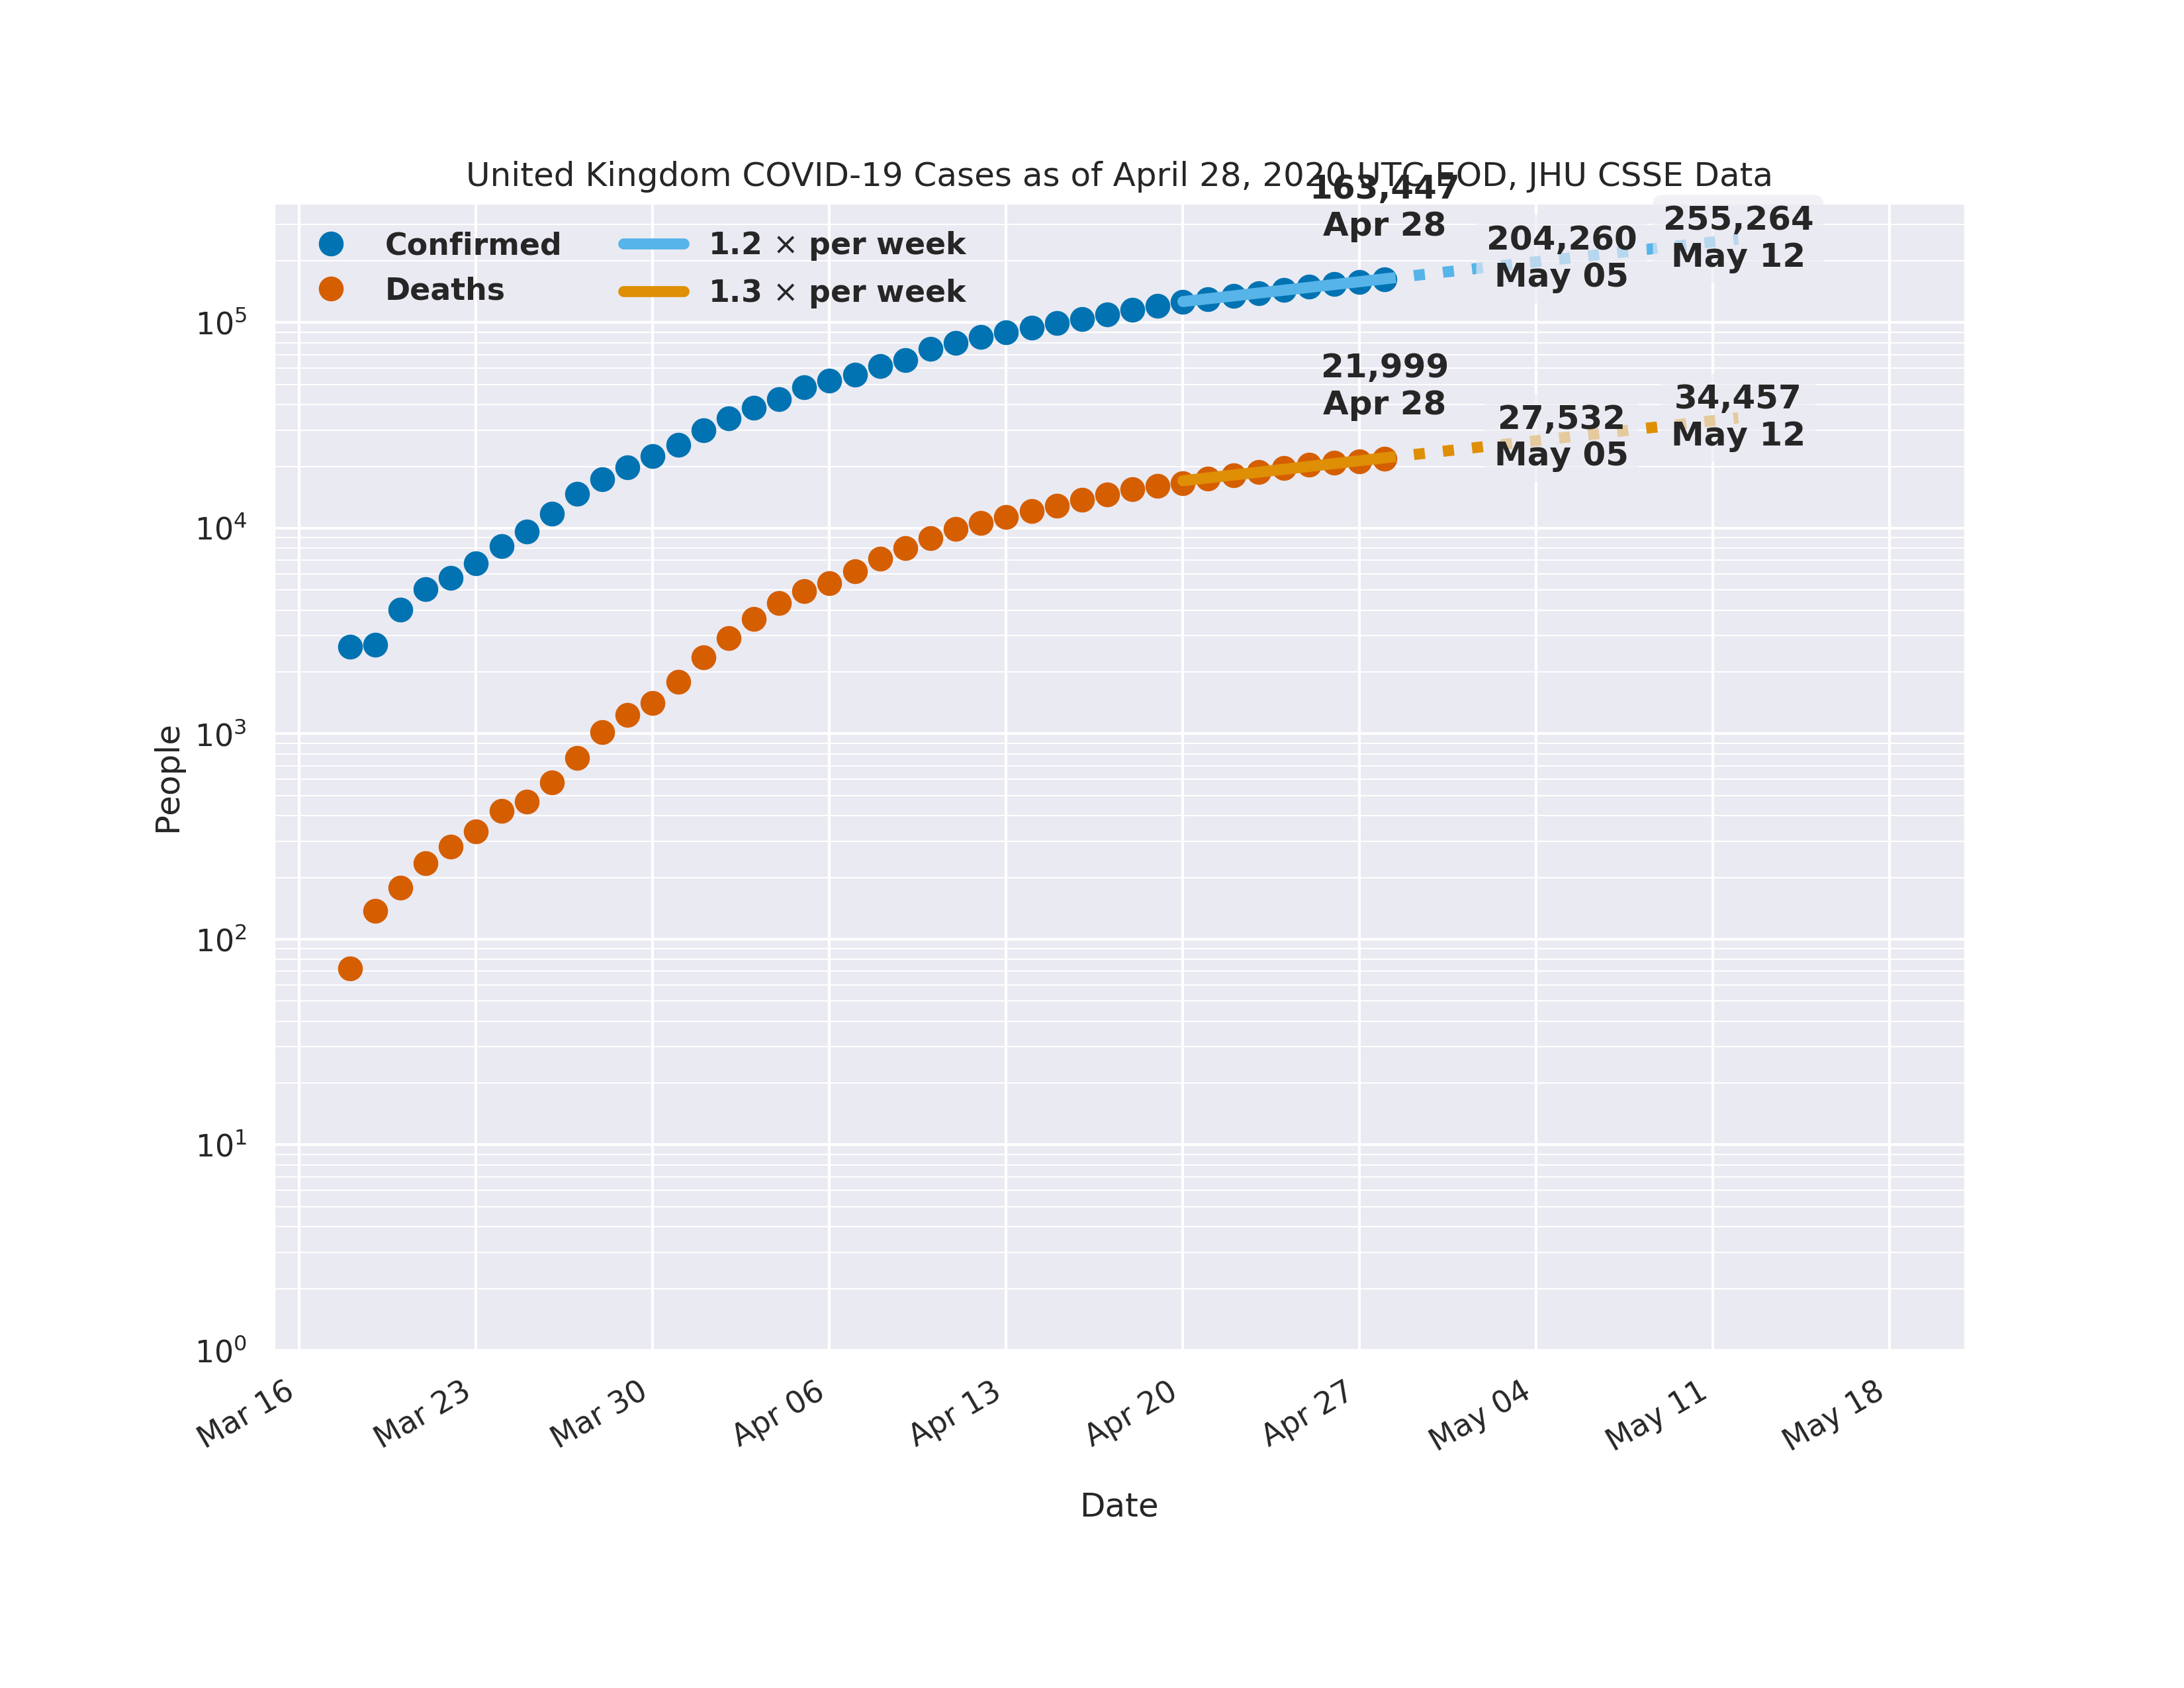 United Kingdom COVID-19 Cases as of April 28, 2020 UTC EOD, JHU CSSE Data
163,447
Apr 28
204,260
May 05
255,264
May 12
Confirmed
Deaths
1.2 × per week
1.3 × per week
21,999
Apr 28
27,532
May 05
34,457
May 12
People
10⁵
10⁴
10³
10²
10¹
10⁰
Mar 16
Mar 23
Mar 30
Apr 06
Apr 13
Apr 20
Apr 27
May 04
May 11
May 18
Date